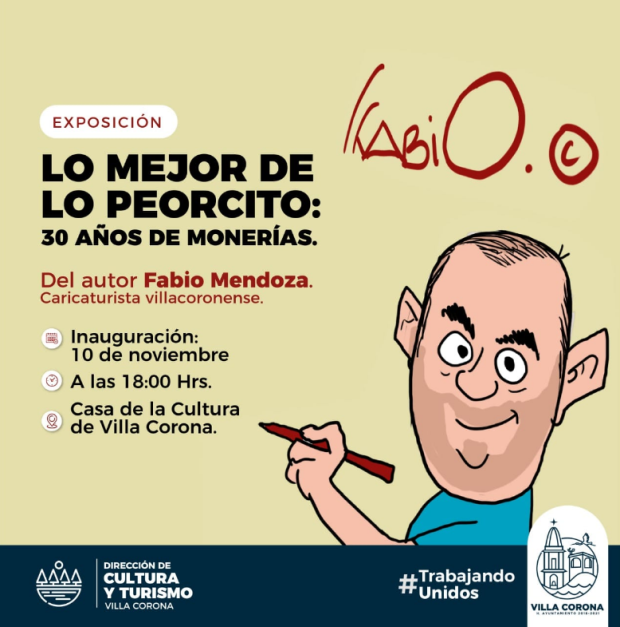 FabiO. ©
EXPOSICIÓN
LO MEJOR DE
LO PEORCITO:
30 AÑOS DE MONERÍAS.
Del autor Fabio Mendoza.
Caricaturista villacoronense.
Inauguración:
10 de noviembre
A las 18:00 Hrs.
Casa de la Cultura
de Villa Corona.
DIRECCIÓN DE
CULTURA
Y TURISMO
VILLA CORONA
#Trabajando
Unidos
VILLA CORONA
H. AYUNTAMIENTO 2018-2021